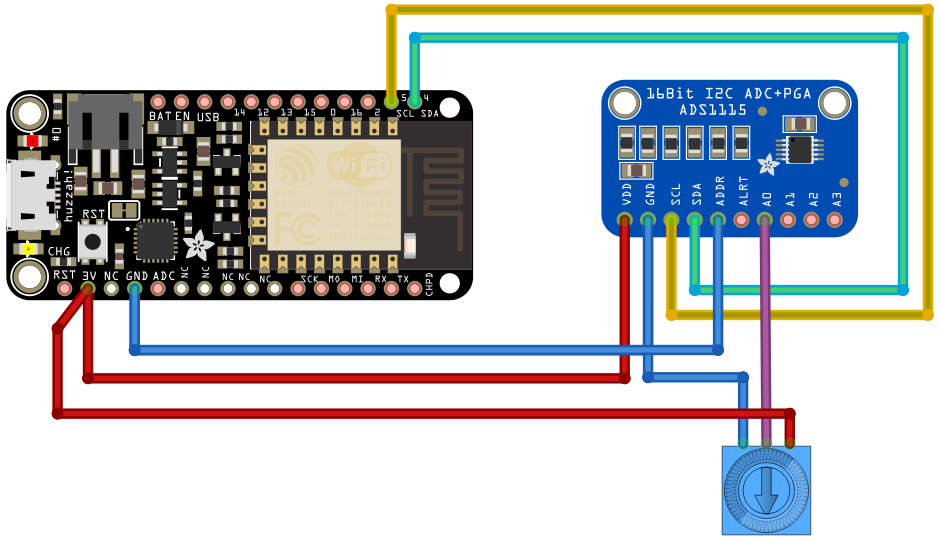 BAT EN USB 14 12 13 15 0 16 2 5 4
SCL SDA
#0
huzzah!
WiFi
FC
RST
CHG
RST 3V NC GND ADC NC NC NC NC NC SCK MO MI RX TX CHPD
16Bit I2C ADC+PGA
ADS1115
VDD GND SCL SDA ADDR ALRT A0 A1 A2 A3